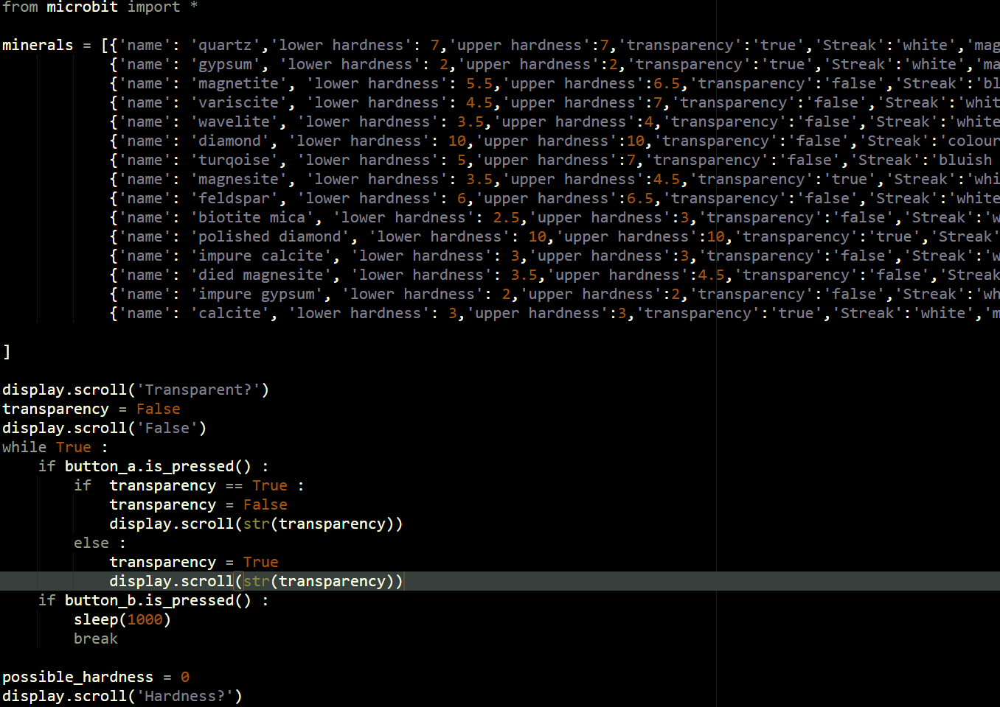 from microbit import *
minerals = [{'name': 'quartz','lower hardness': 7,'upper hardness':7,'transparency':'true','Streak':'white','mag
{'name': 'gypsum', 'lower hardness': 2,'upper hardness':2,'transparency':'true','Streak':'white','ma
{'name': 'magnetite', 'lower hardness': 5.5,'upper hardness':6.5,'transparency':'false','Streak':'bl
{'name': 'variscite', 'lower hardness': 4.5,'upper hardness':7,'transparency':'false','Streak':'whit
{'name': 'wavelite', 'lower hardness': 3.5,'upper hardness':4,'transparency':'false','Streak':'white
{'name': 'diamond', 'lower hardness': 10,'upper hardness':10,'transparency':'false','Streak':'colour
{'name': 'turqoise', 'lower hardness': 5,'upper hardness':7,'transparency':'false','Streak':'bluish
{'name': 'magnesite', 'lower hardness': 3.5,'upper hardness':4.5,'transparency':'true','Streak':'whi
{'name': 'feldspar', 'lower hardness': 6,'upper hardness':6.5,'transparency':'false','Streak':'white
{'name': 'biotite mica', 'lower hardness': 2.5,'upper hardness':3,'transparency':'false','Streak':'w
{'name': 'polished diamond', 'lower hardness': 10,'upper hardness':10,'transparency':'true','Streak'
{'name': 'impure calcite', 'lower hardness': 3,'upper hardness':3,'transparency':'false','Streak':'w
{'name': 'died magnesite', 'lower hardness': 3.5,'upper hardness':4.5,'transparency':'false','Streak
{'name': 'impure gypsum', 'lower hardness': 2,'upper hardness':2,'transparency':'false','Streak':'wh
{'name': 'calcite', 'lower hardness': 3,'upper hardness':3,'transparency':'true','Streak':'white','m
]
display.scroll('Transparent?')
transparency = False
display.scroll('False')
while True :
if button_a.is_pressed() :
if  transparency == True :
transparency = False
display.scroll(str(transparency))
else :
transparency = True
display.scroll(str(transparency))
if button_b.is_pressed() :
sleep(1000)
break
possible_hardness = 0
display.scroll('Hardness?')